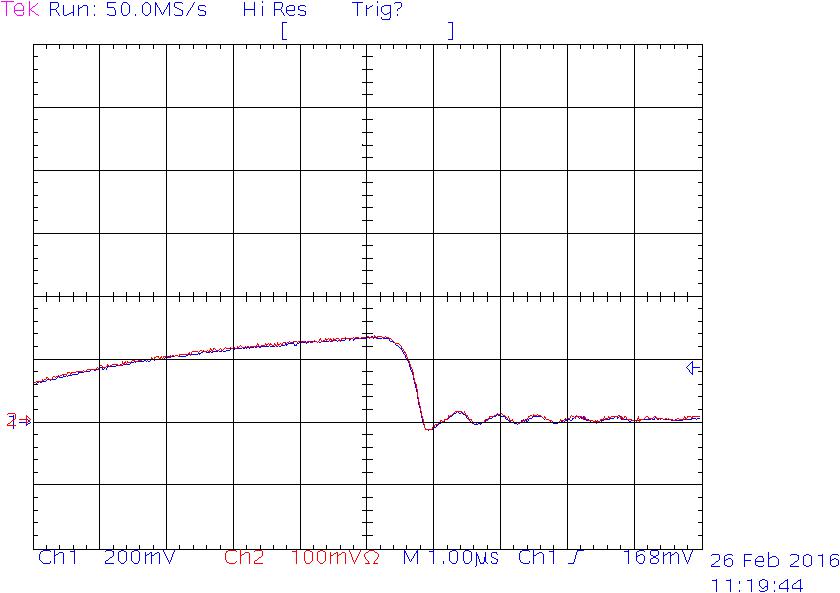 Tek Run: 50.0MS/s Hi Res Trig?
[ ]
Ch1 200mV Ch2 100mVΩ M 1.00µs Ch1 ʃ 168mV
26 Feb 2016
11:19:44